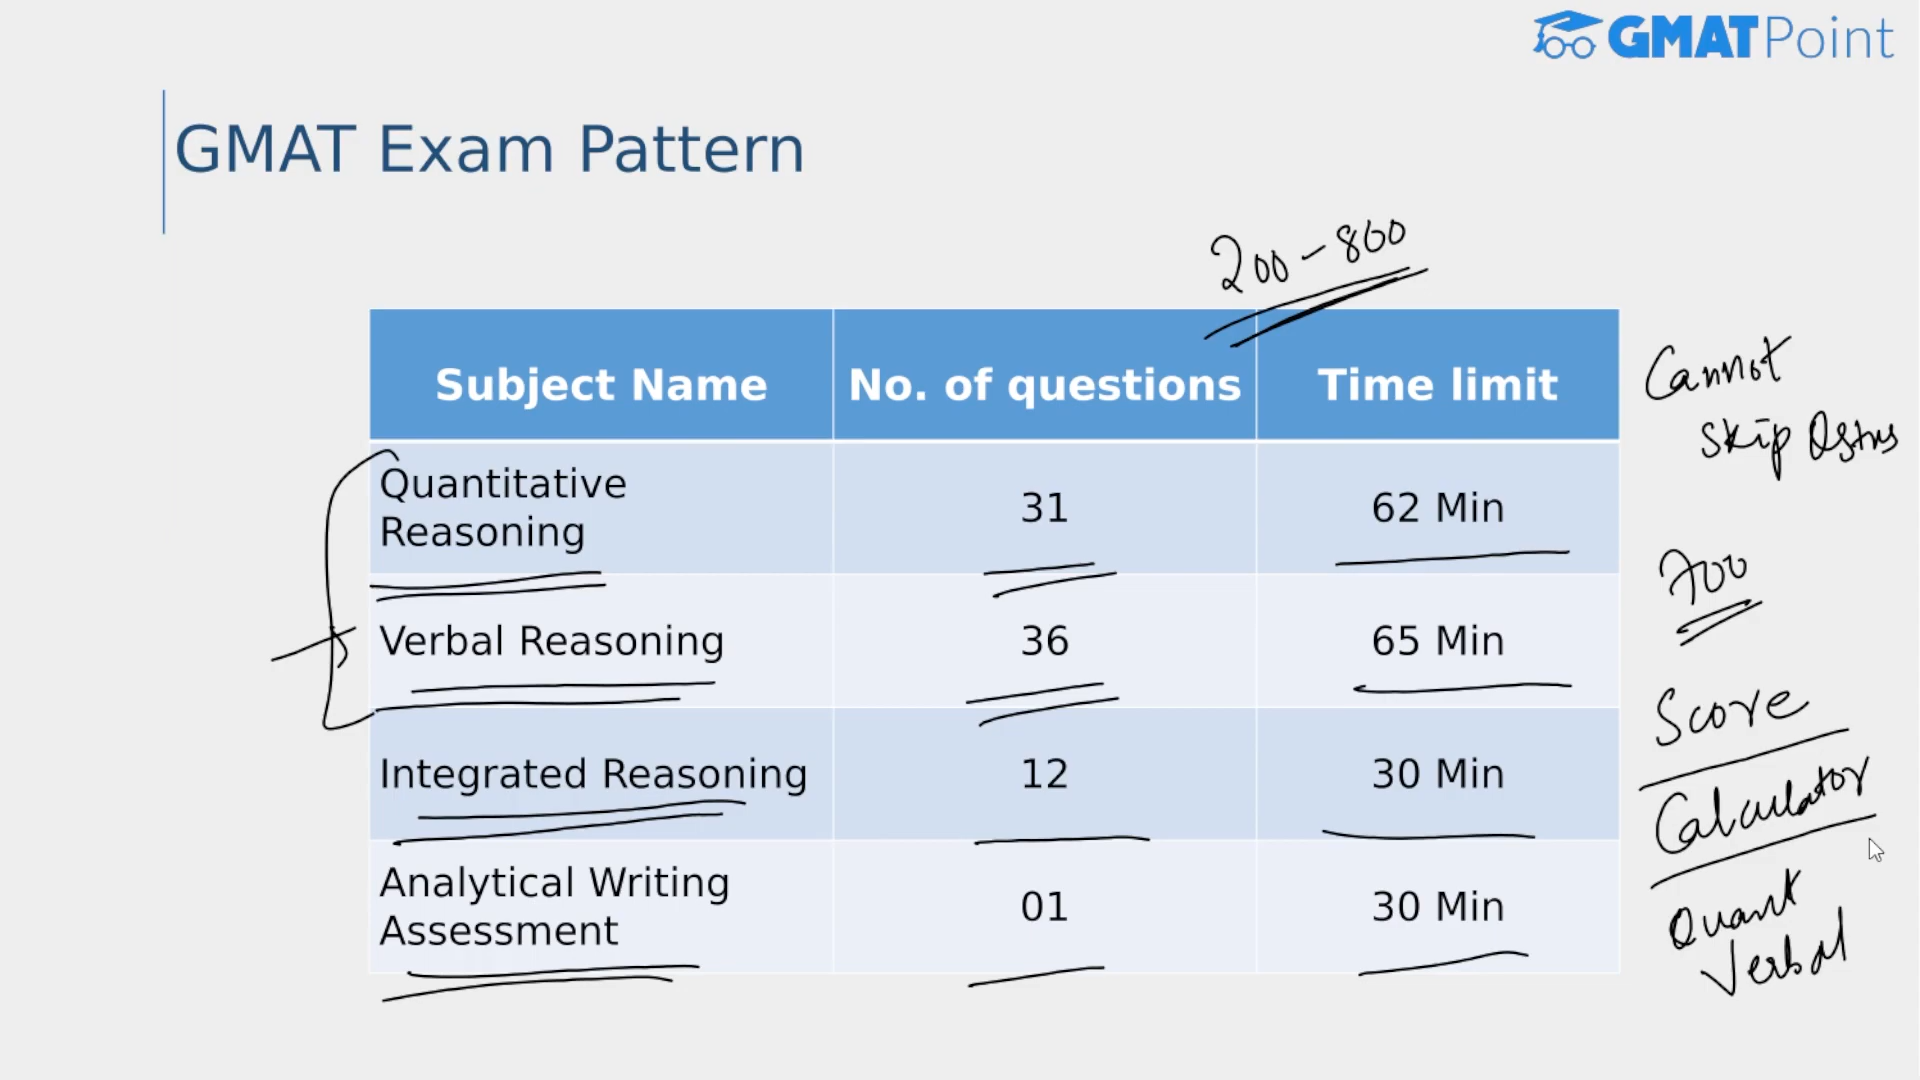 GMAT Point
GMAT Exam Pattern
200-800
Subject Name No. of questions Time limit
Cannot
Skip Qstns
Quantitative
Reasoning 31 62 Min
700
Verbal Reasoning 36 65 Min
Score
Integrated Reasoning 12 30 Min
Calculator
Analytical Writing
Assessment 01 30 Min
Quant
Verbal